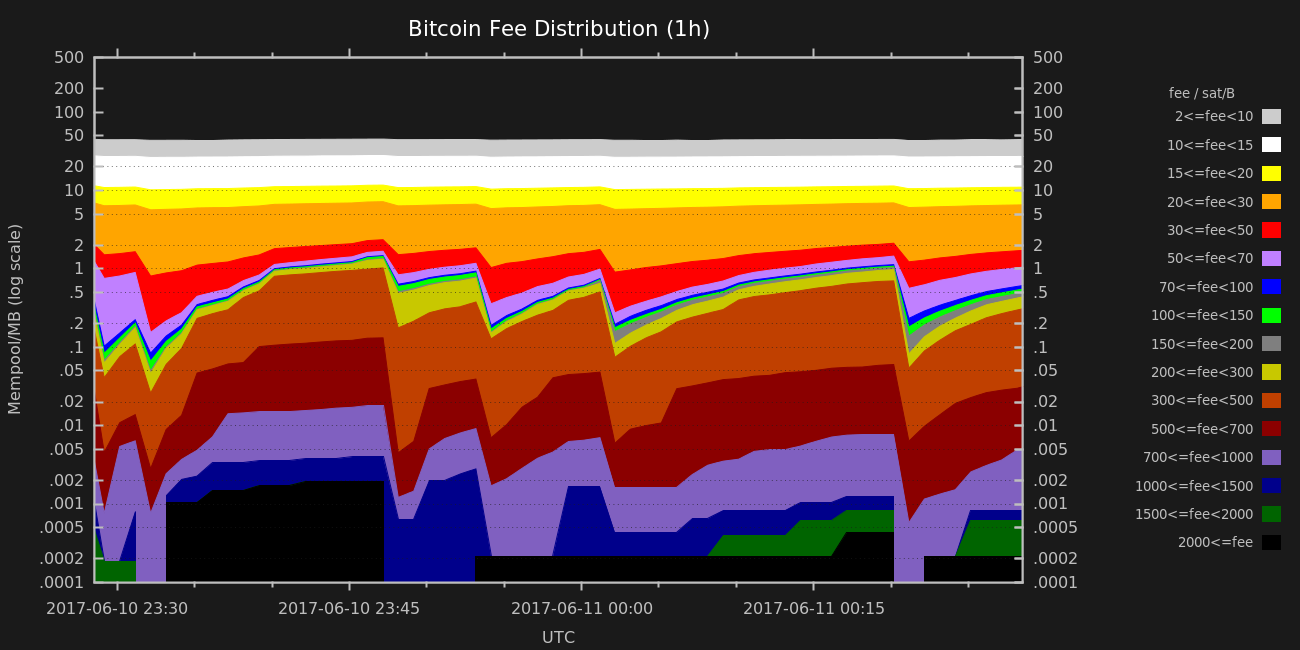 Bitcoin Fee Distribution (1h)
Mempool/MB (log scale)
500
200
100
50
20
10
5
2
1
.5
.2
.1
.05
.02
.01
.005
.002
.001
.0005
.0002
.0001
500
200
100
50
20
10
5
2
1
.5
.2
.1
.05
.02
.01
.005
.002
.001
.0005
.0002
.0001
2017-06-10 23:30
2017-06-10 23:45
2017-06-11 00:00
2017-06-11 00:15
UTC
fee / sat/B
2<=fee<10
10<=fee<15
15<=fee<20
20<=fee<30
30<=fee<50
50<=fee<70
70<=fee<100
100<=fee<150
150<=fee<200
200<=fee<300
300<=fee<500
500<=fee<700
700<=fee<1000
1000<=fee<1500
1500<=fee<2000
2000<=fee